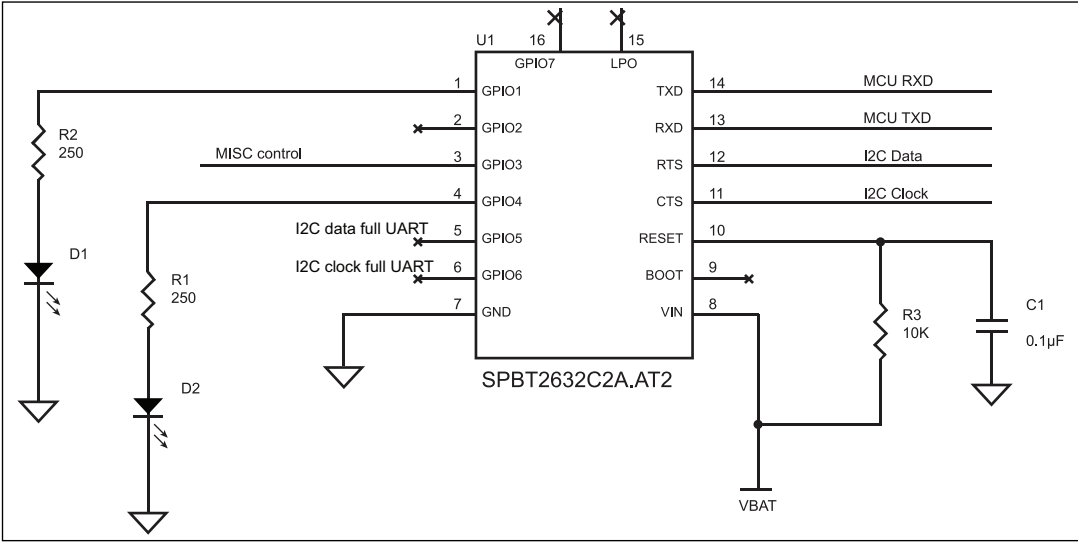 U1
16
15
GPIO7
LPO
1
GPIO1
TXD
14
MCU RXD
2
GPIO2
RXD
13
MCU TXD
R2
250
MISC control
3
GPIO3
RTS
12
I2C Data
4
GPIO4
CTS
11
I2C Clock
I2C data full UART
5
GPIO5
RESET
10
I2C clock full UART
6
GPIO6
BOOT
9
D1
R1
250
7
GND
VIN
8
R3
10K
C1
0.1µF
SPBT2632C2A.AT2
D2
VBAT